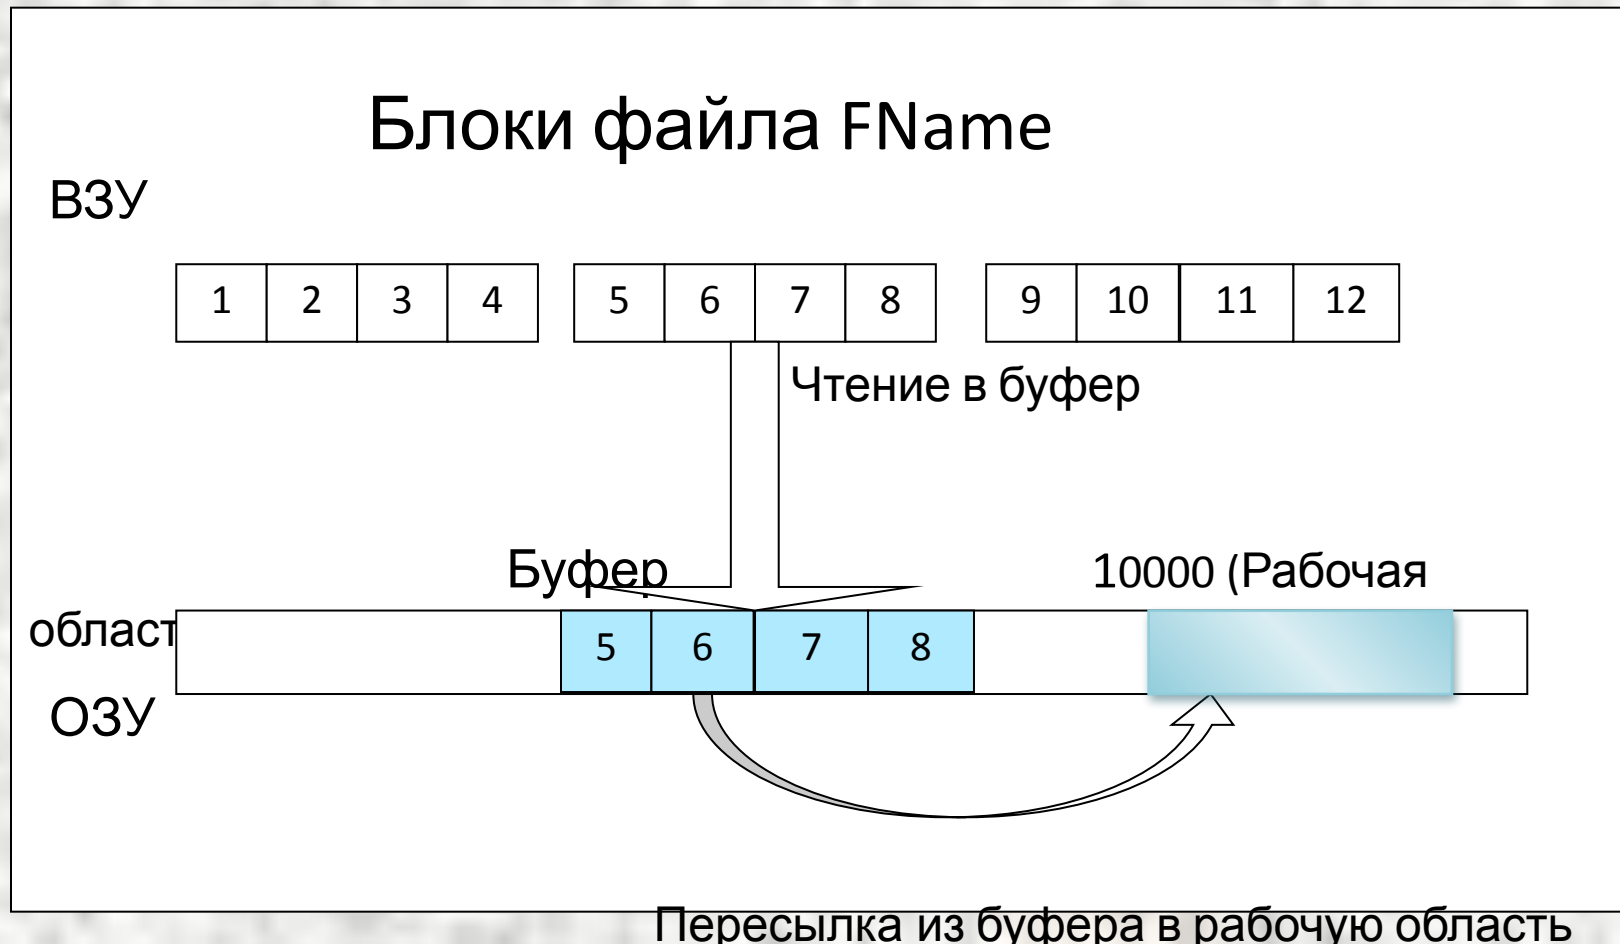 Блоки файла FName
ВЗУ
1 2 3 4 5 6 7 8 9 10 11 12
Чтение в буфер
Буфер 10000 (Рабочая
област
5 6 7 8
ОЗУ
Пересылка из буфера в рабочую область